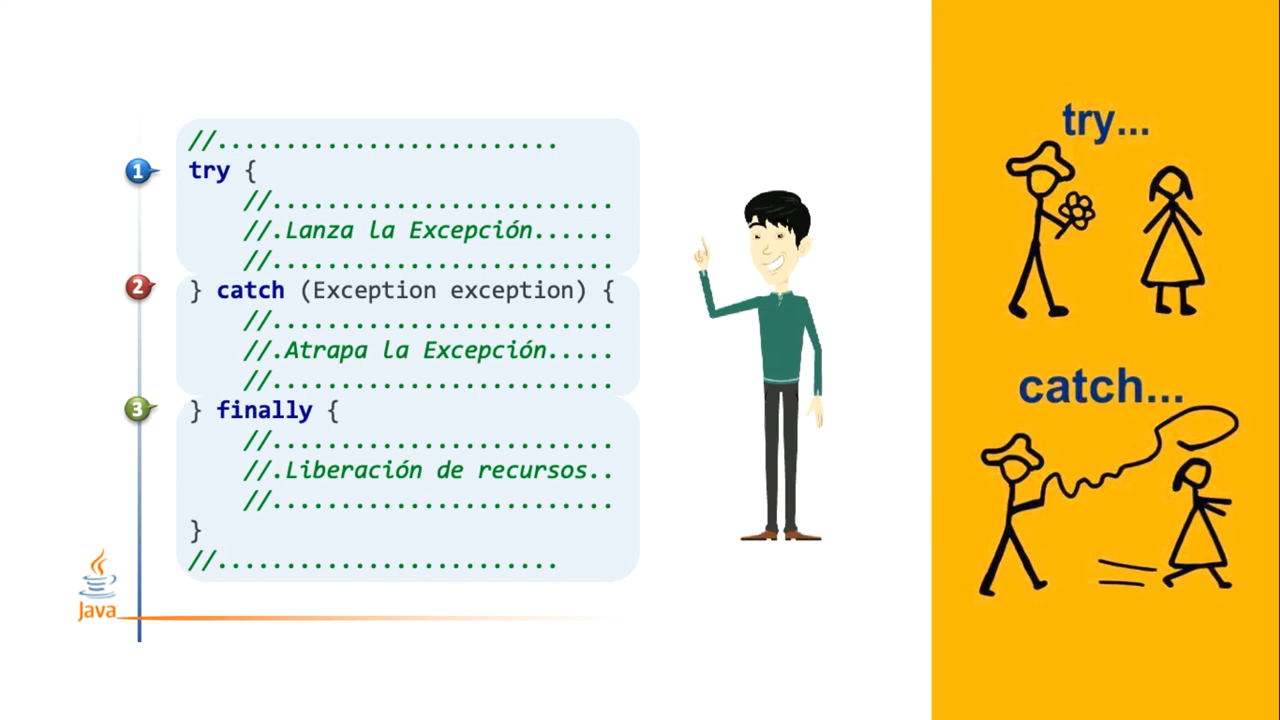 //.........................
1
try {
//.........................
//.Lanza la Excepción......
//.........................
2
} catch (Exception exception) {
//.........................
//.Atrapa la Excepción.....
//.........................
3
} finally {
//.........................
//.Liberación de recursos..
//.........................
}
//.........................
Java
try...
catch...